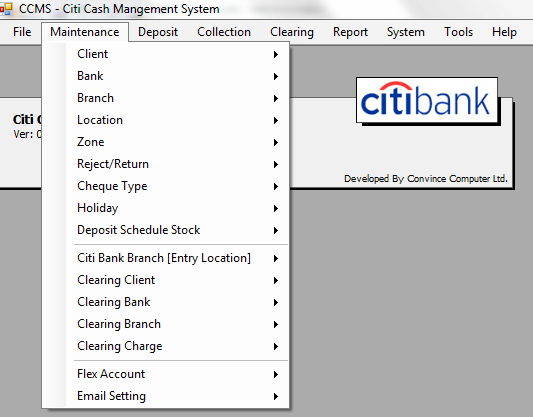 CCMS - Citi Cash Mangement System
File Maintenance Deposit Collection Clearing Report System Tools Help
Client
Bank
Branch
Location
Zone
Reject/Return
Cheque Type
Holiday
Deposit Schedule Stock
Citi Bank Branch [Entry Location]
Clearing Client
Clearing Bank
Clearing Branch
Clearing Charge
Flex Account
Email Setting
Citi
Ver: 0
citibank
Developed By Convince Computer Ltd.